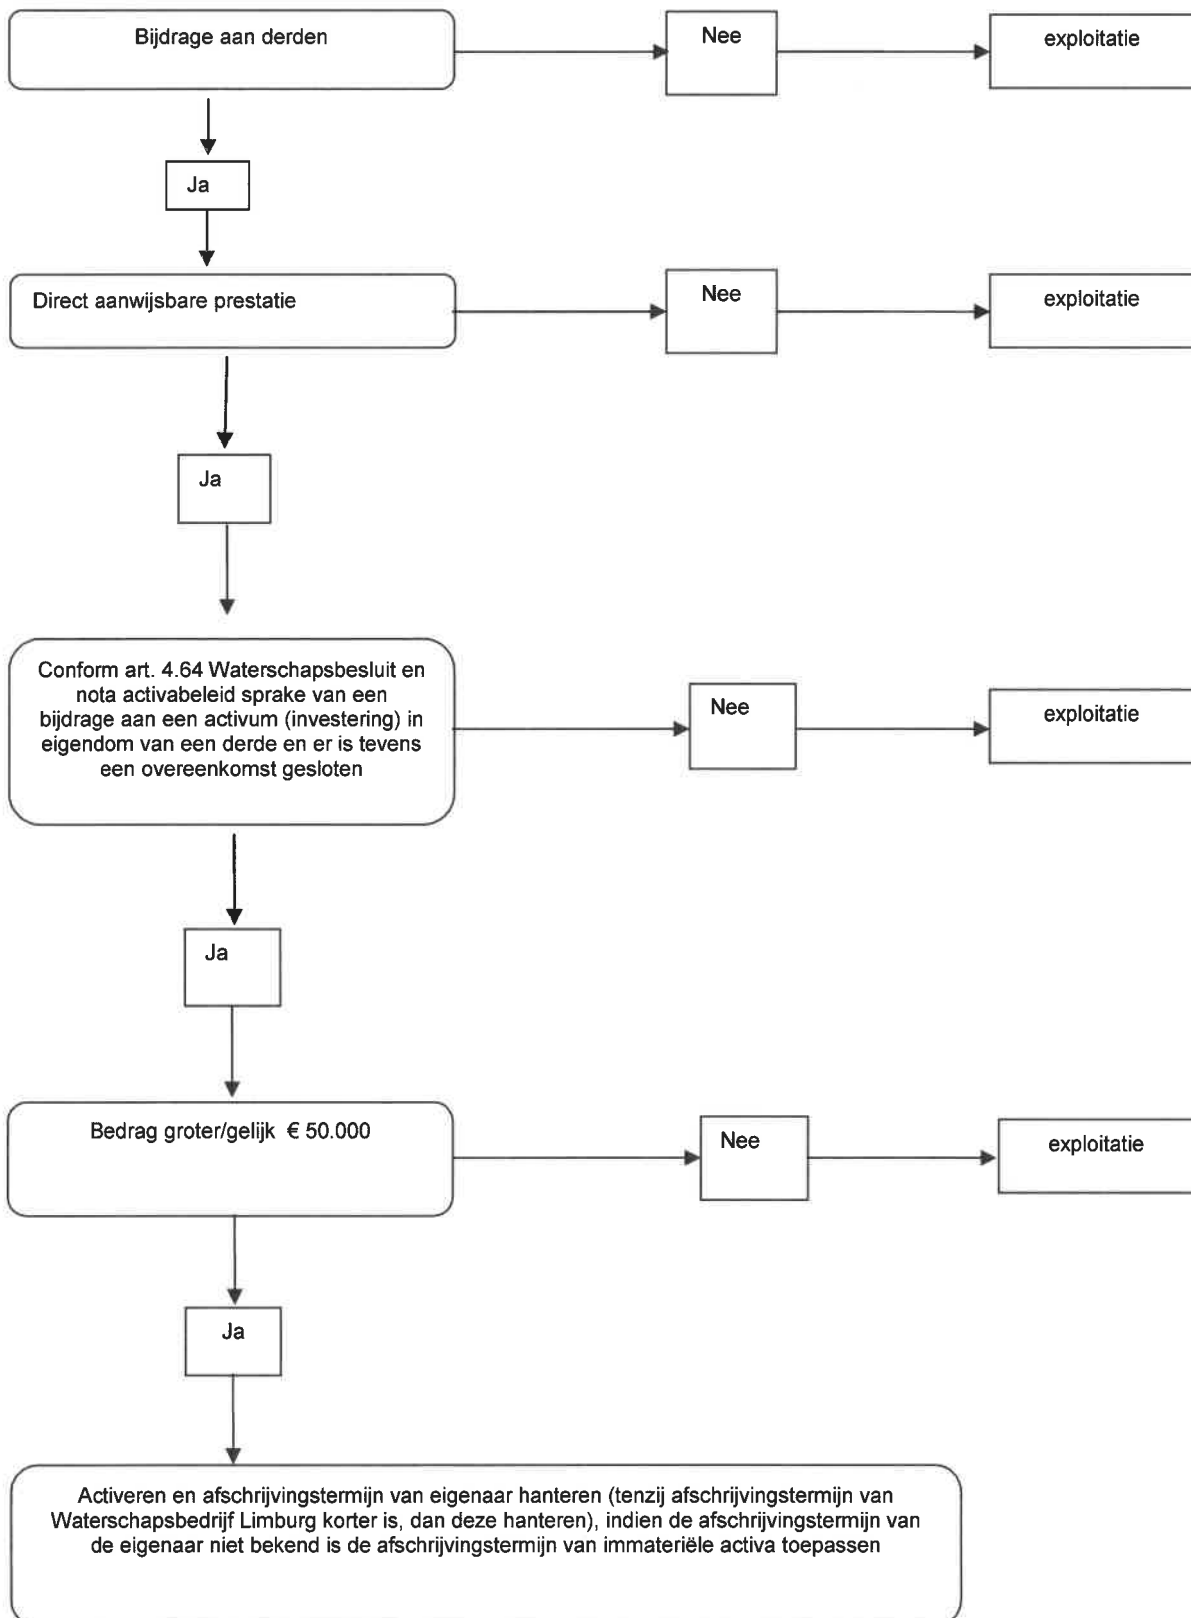 Bijdrage aan derden
Nee
exploitatie
Ja
Direct aanwijsbare prestatie
Nee
exploitatie
Ja
Conform art. 4.64 Waterschapsbesluit en
nota activabeleid sprake van een
bijdrage aan een activum (investering) in
eigendom van een derde en er is tevens
een overeenkomst gesloten
Nee
exploitatie
Ja
Bedrag groter/gelijk € 50.000
Nee
exploitatie
Ja
Activeren en afschrijvingstermijn van eigenaar hanteren (tenzij afschrijvingstermijn van
Waterschapsbedrijf Limburg korter is, dan deze hanteren), indien de afschrijvingstermijn van
de eigenaar niet bekend is de afschrijvingstermijn van immateriële activa toepassen